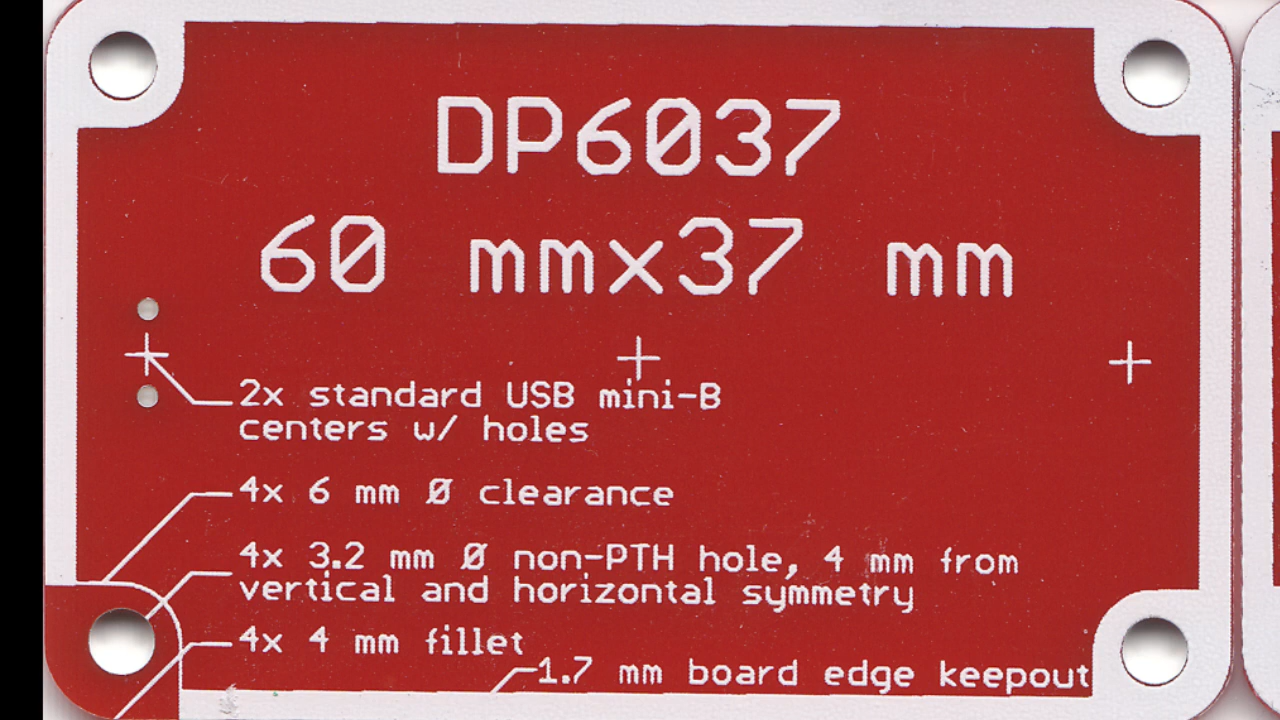 DP6037
60 mmx37 mm
2x standard USB mini-B
centers w/ holes
4x 6 mm Ø clearance
4x 3.2 mm Ø non-PTH hole, 4 mm from
vertical and horizontal symmetry
4x 4 mm fillet
1.7 mm board edge keepout